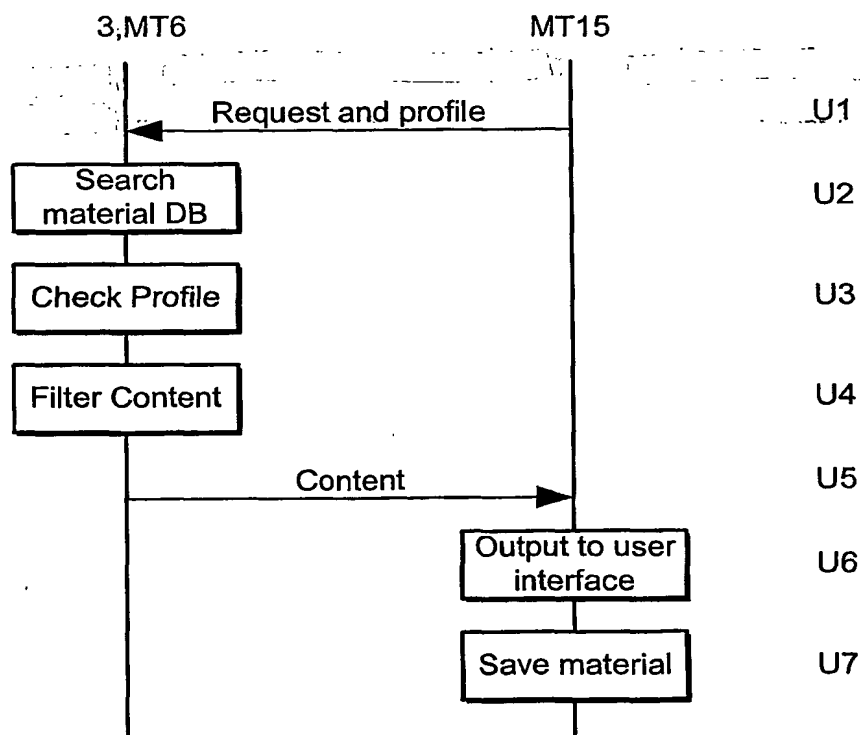 3,MT6 MT15
Request and profile U1
Search
material DB U2
Check Profile U3
Filter Content U4
Content U5
Output to user
interface U6
Save material U7